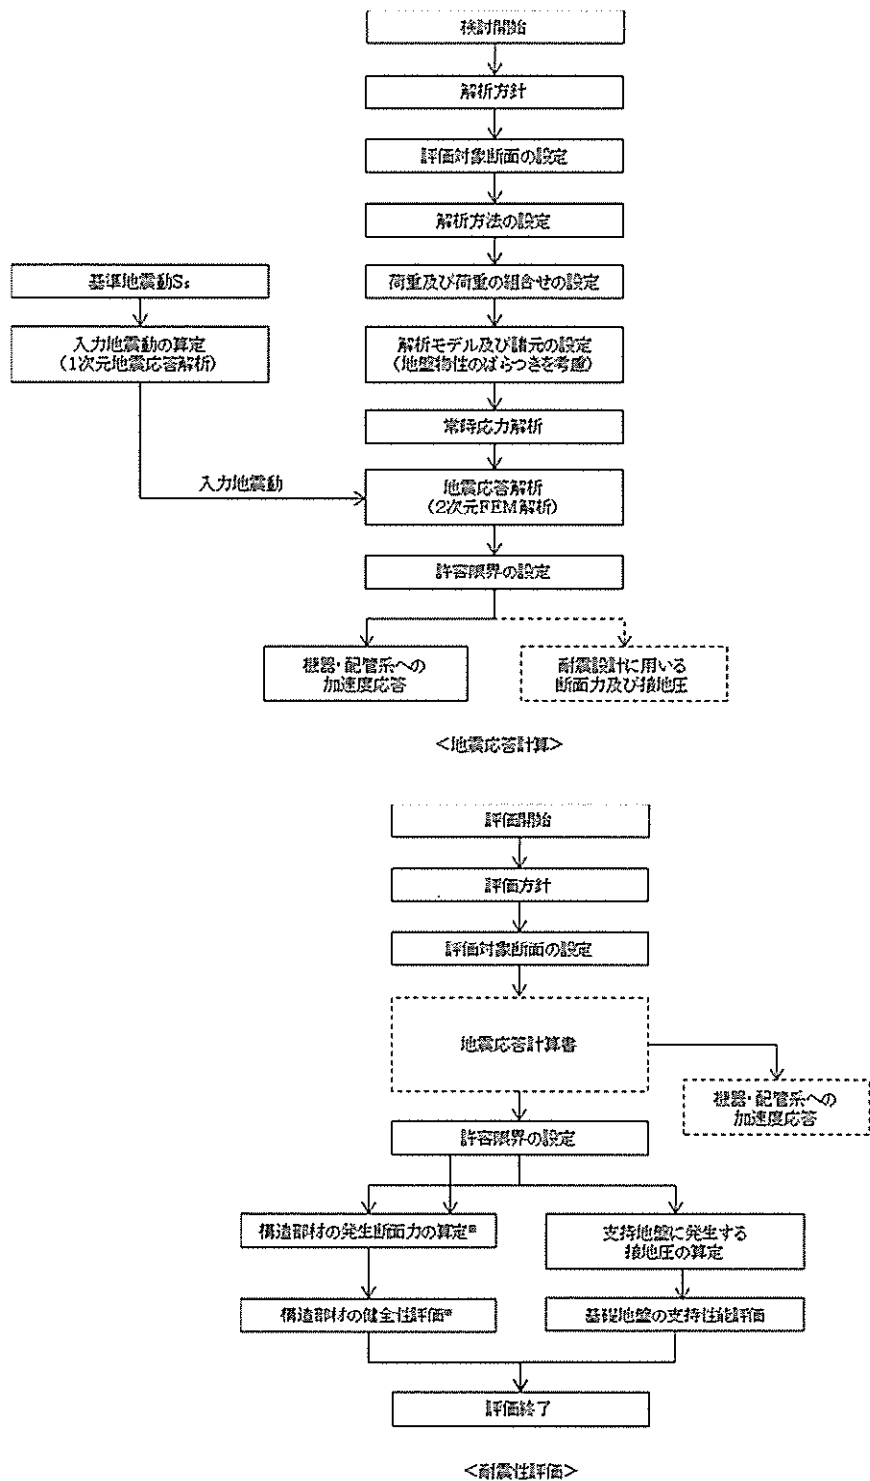 検討開始
解析方針
評価対象断面の設定
解析方法の設定
基準地震動Ss
荷重及び荷重の組合せの設定
入力地震動の算定
(1次元地震応答解析)
解析モデル及び諸元の設定
(地盤物性のばらつきを考慮)
常時応力解析
入力地震動
地震応答解析
(2次元FEM解析)
許容限界の設定
機器・配管系への
加速度応答
耐震設計に用いる
断面力及び接地圧
<地震応答計算>
評価開始
評価方針
評価対象断面の設定
地震応答計算書
機器・配管系への
加速度応答
許容限界の設定
構造部材の発生断面力の算定※
支持地盤に発生する
接地圧の算定
構造部材の健全性評価※
基礎地盤の支持性能評価
評価終了
<耐震性評価>